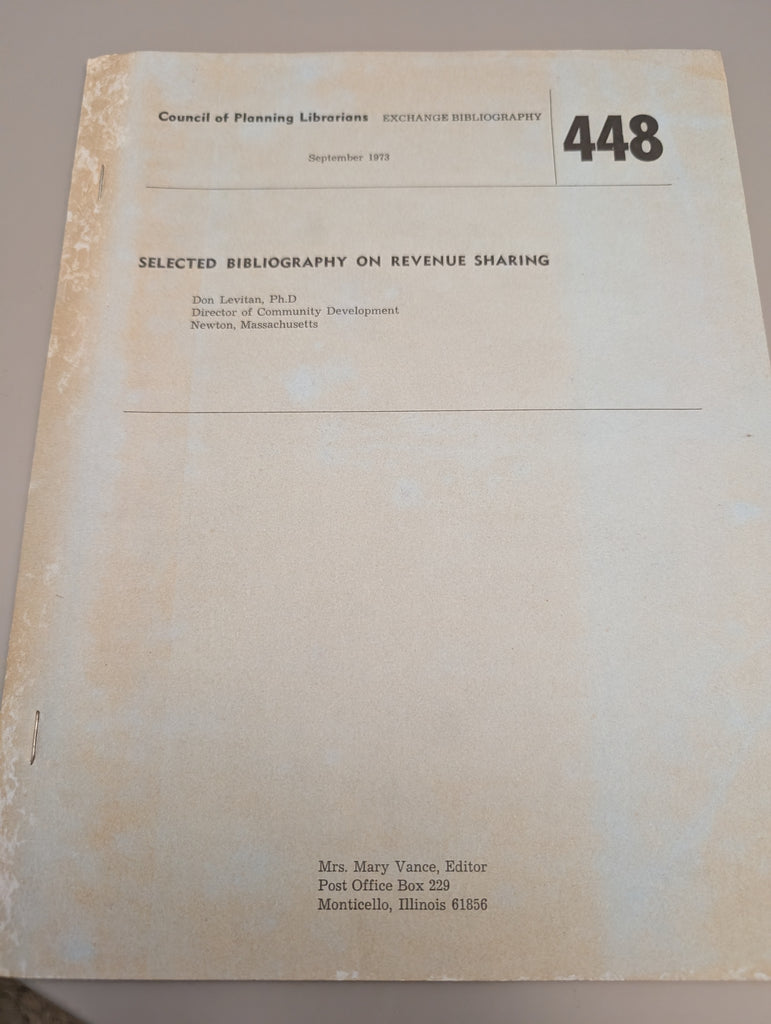 Council of Planning Librarians EXCHANGE BIBLIOGRAPHY
448
September 1973
SELECTED BIBLIOGRAPHY ON REVENUE SHARING
Don Levitan, Ph.D
Director of Community Development
Newton, Massachusetts
Mrs. Mary Vance, Editor
Post Office Box 229
Monticello, Illinois 61856